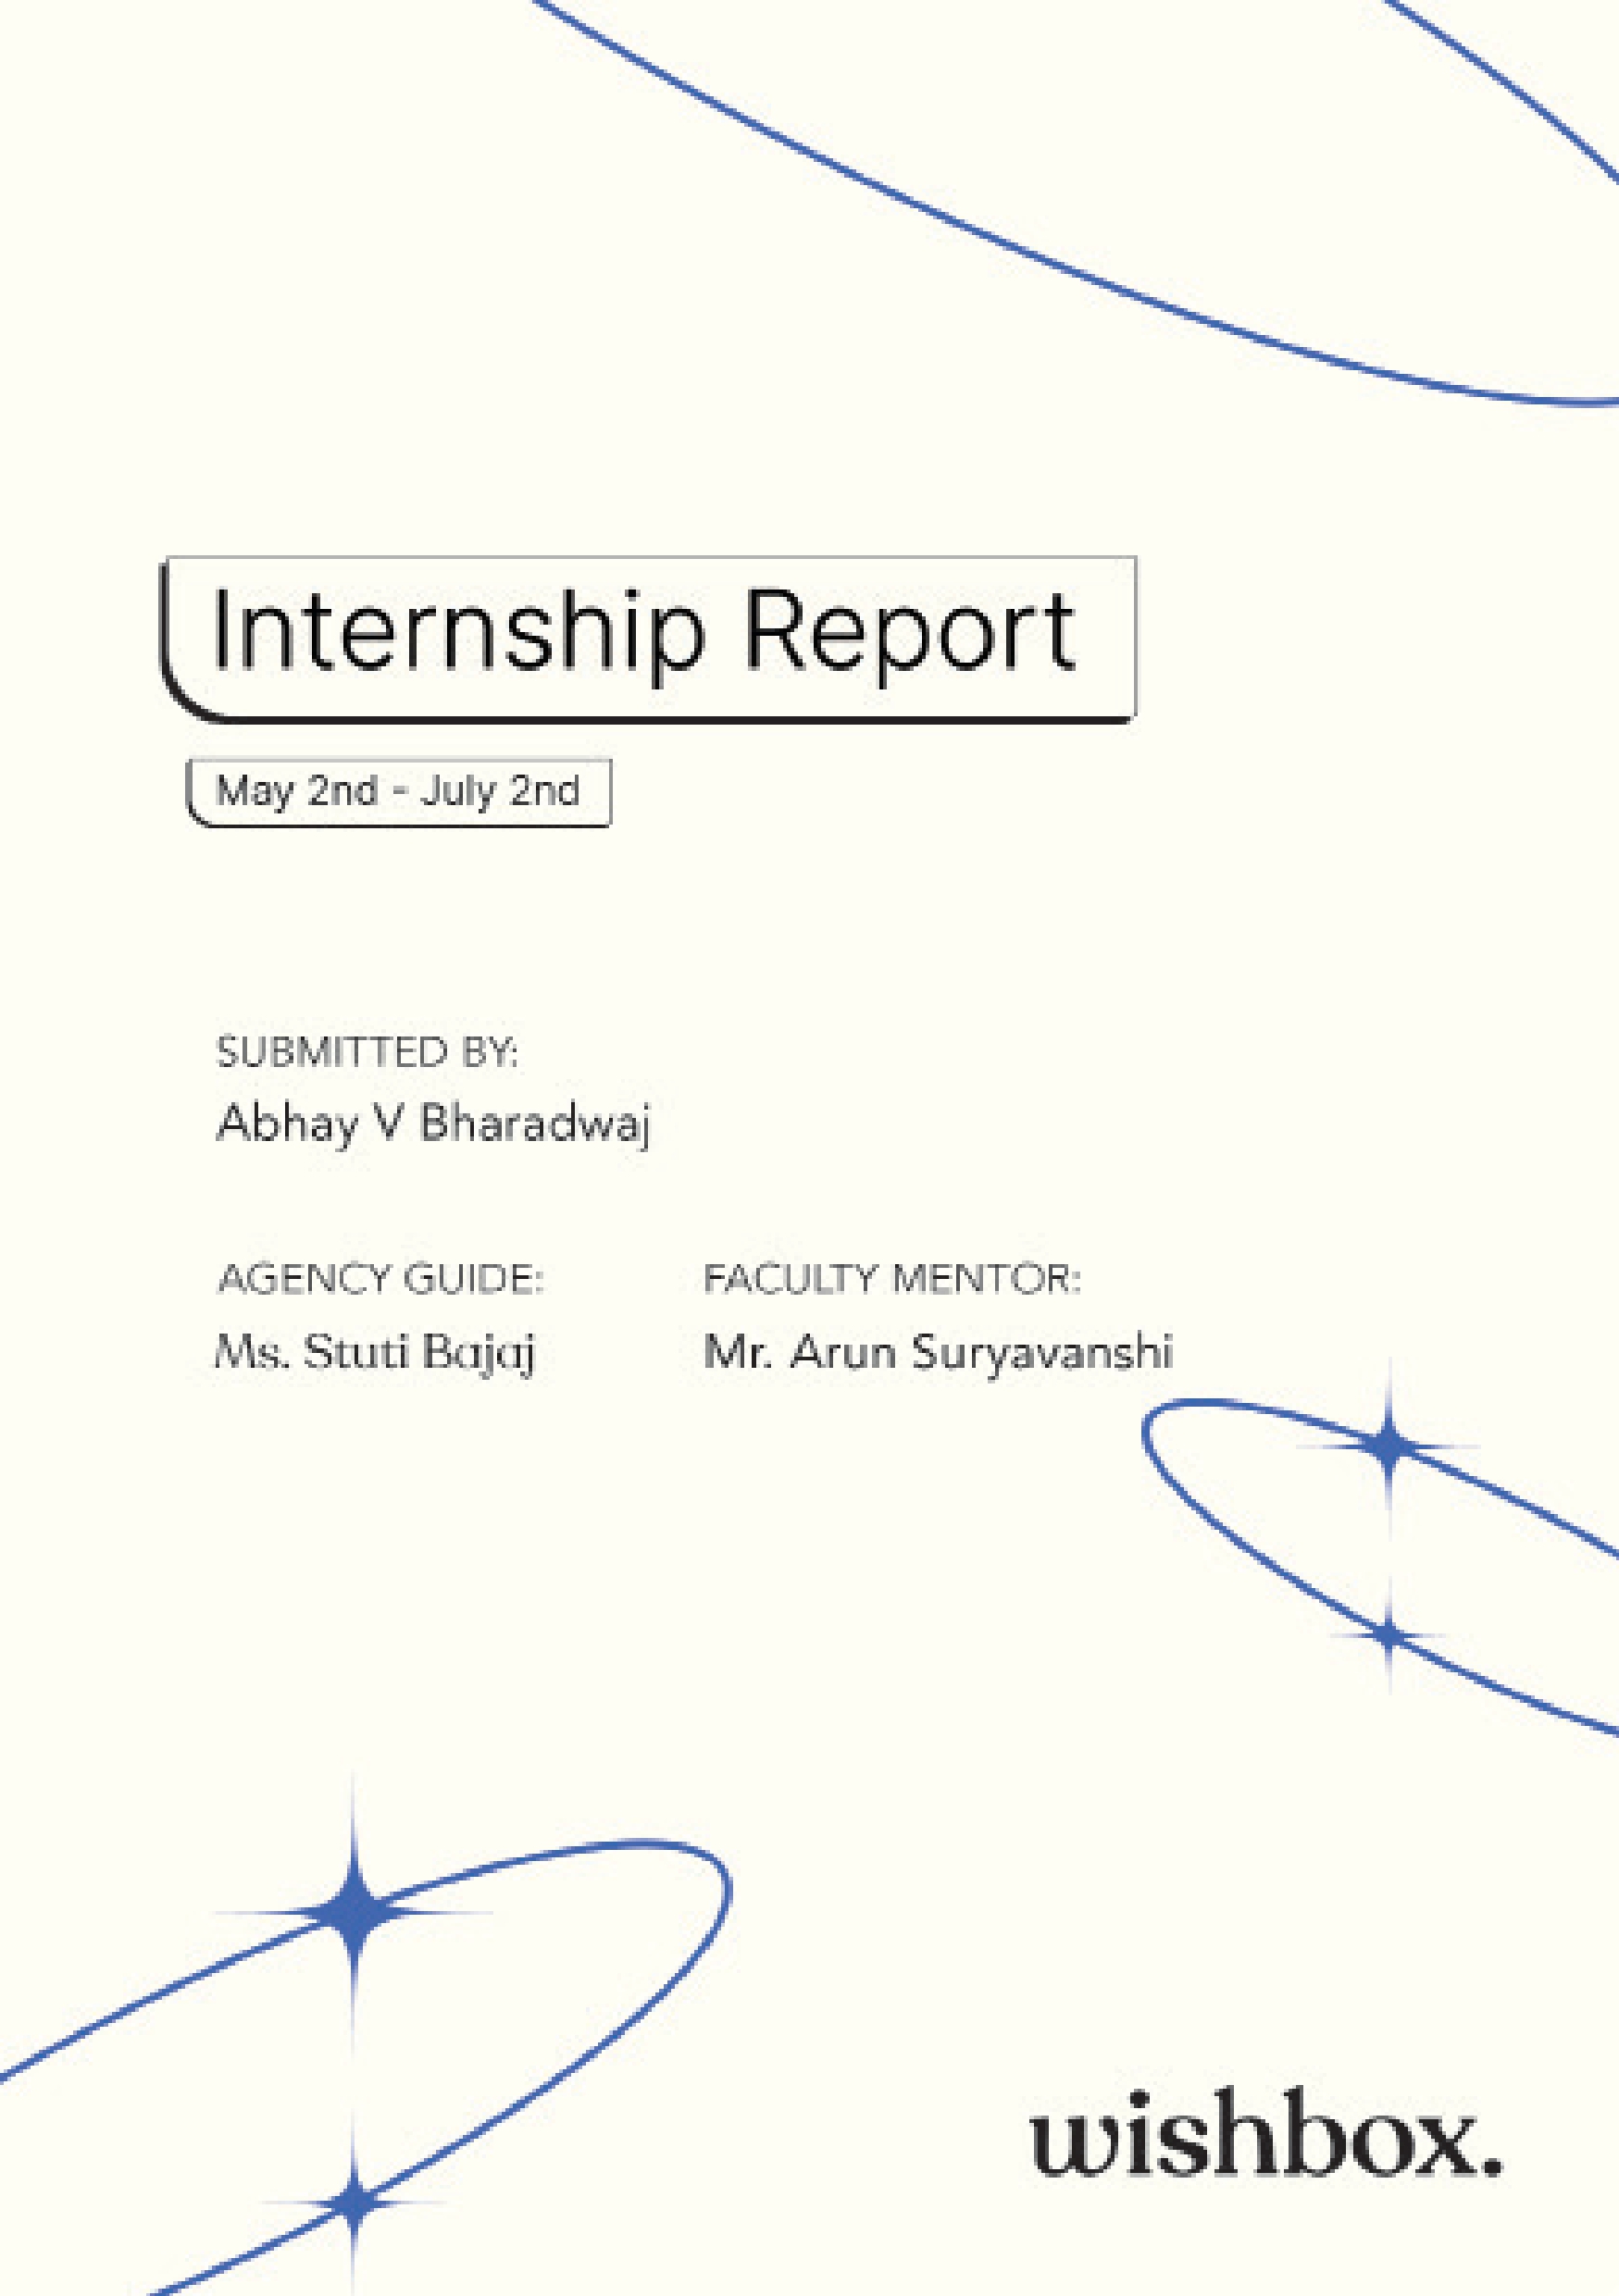 Internship Report
May 2nd - July 2nd
SUBMITTED BY:
Abhay V Bharadwaj
AGENCY GUIDE:
Ms. Stuti Bajaj
FACULTY MENTOR:
Mr. Arun Suryavanshi
wishbox.